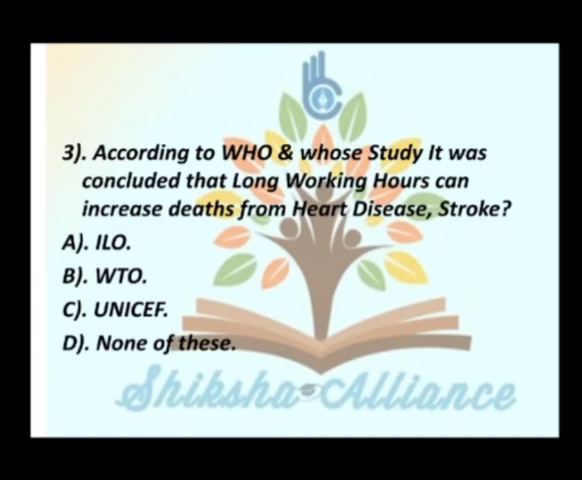 3). According to WHO & whose Study It was
concluded that Long Working Hours can
increase deaths from Heart Disease, Stroke?
A). ILO.
B). WTO.
C). UNICEF.
D). None of these.
Shiksha Alliance